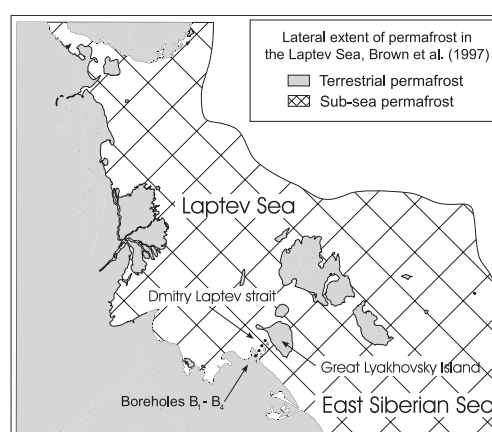 Lateral extent of permafrost in
the Laptev Sea, Brown et al. (1997)
Terrestrial permafrost
Sub-sea permafrost
Laptev Sea
Dmitry Laptev strait
Great Lyakhovsky Island
Boreholes B₁ - B₄
East Siberian Sea